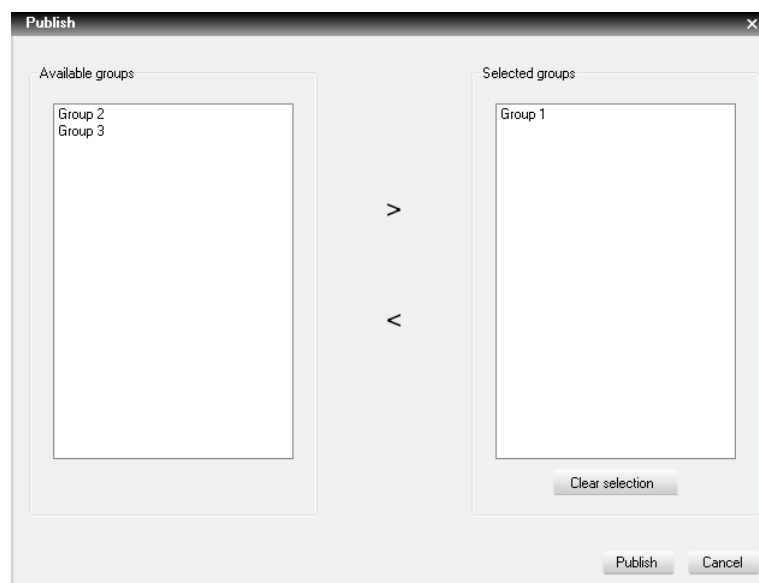 Publish
Available groups
Group 2
Group 3
>
<
Selected groups
Group 1
Clear selection
Publish
Cancel